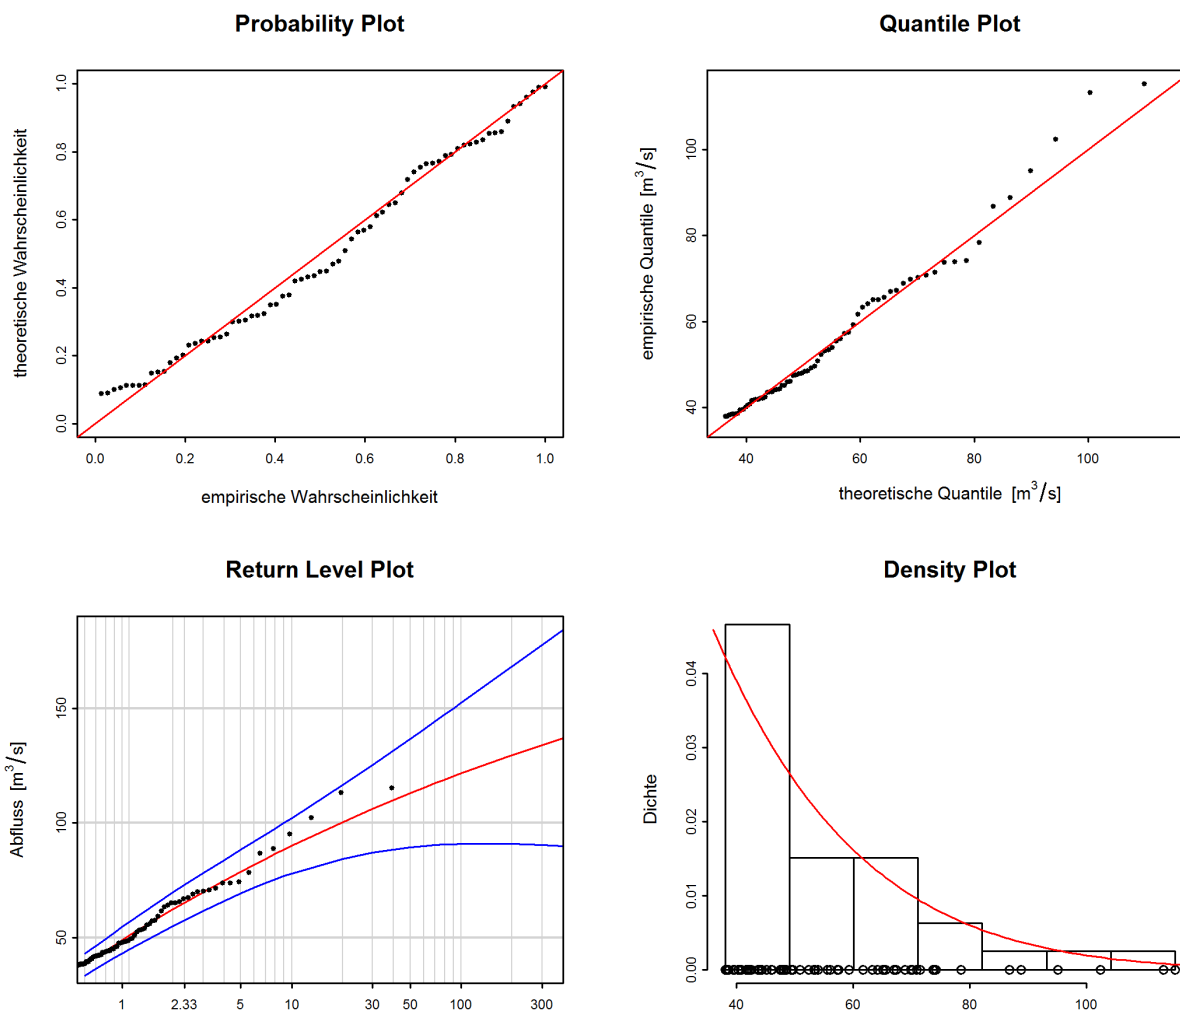 Probability Plot
theoretische Wahrscheinlichkeit
1.0
0.8
0.6
0.4
0.2
0.0
0.0 0.2 0.4 0.6 0.8 1.0
empirische Wahrscheinlichkeit
Quantile Plot
empirische Quantile [m³/s]
100
80
60
40
40 60 80 100
theoretische Quantile [m³/s]
Return Level Plot
Abfluss [m³/s]
150
100
50
1 2.33 5 10 30 50 100 300
Density Plot
Dichte
0.04
0.03
0.02
0.01
0.00
40 60 80 100